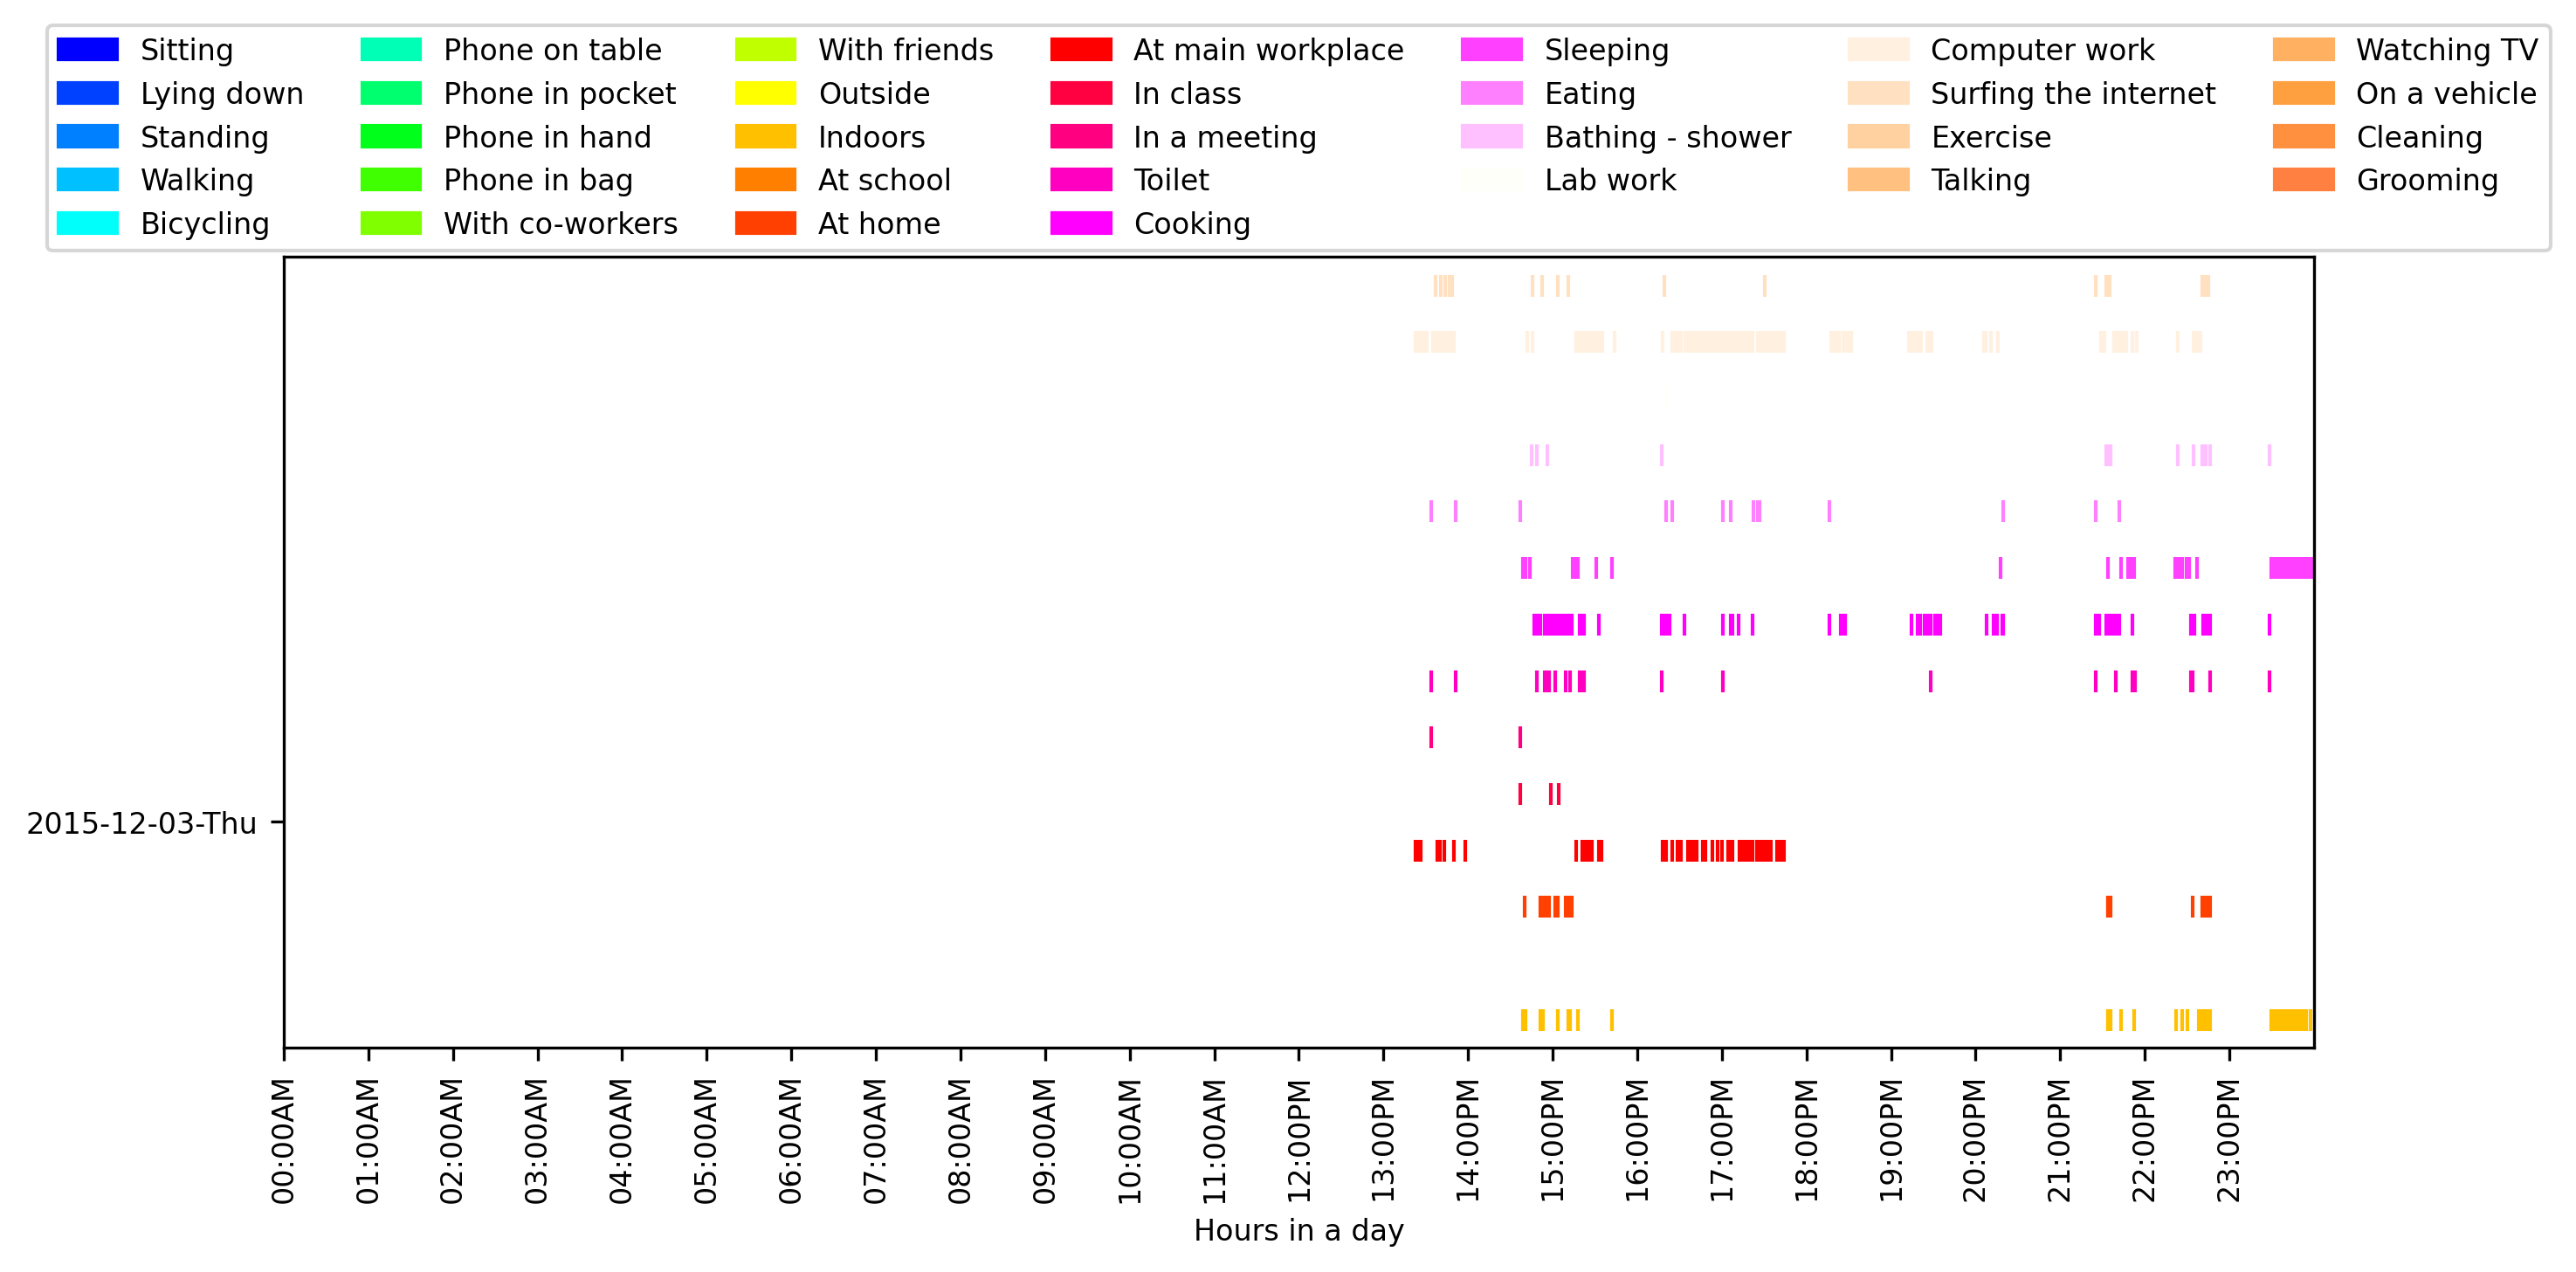 Sitting Phone on table With friends At main workplace Sleeping Computer work Watching TV
Lying down Phone in pocket Outside In class Eating Surfing the internet On a vehicle
Standing Phone in hand Indoors In a meeting Bathing - shower Exercise Cleaning
Walking Phone in bag At school Toilet Lab work Talking Grooming
Bicycling With co-workers At home Cooking
2015-12-03-Thu
00:00AM 01:00AM 02:00AM 03:00AM 04:00AM 05:00AM 06:00AM 07:00AM 08:00AM 09:00AM 10:00AM 11:00AM 12:00PM 13:00PM 14:00PM 15:00PM 16:00PM 17:00PM 18:00PM 19:00PM 20:00PM 21:00PM 22:00PM 23:00PM
Hours in a day